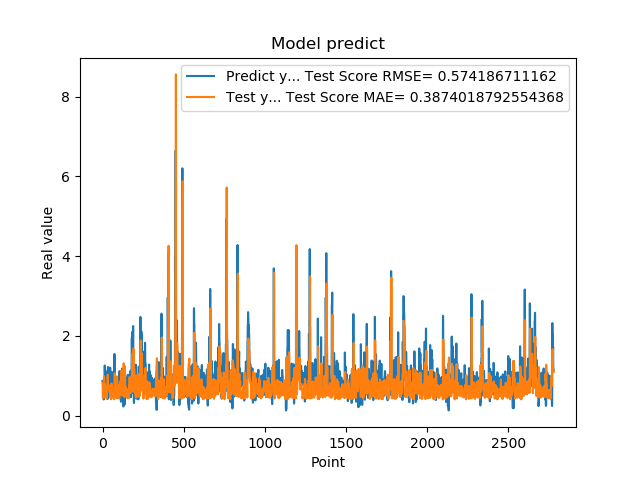 Model predict
Predict y... Test Score RMSE= 0.574186711162
Test y... Test Score MAE= 0.3874018792554368
8
6
4
2
0
Real value
0 500 1000 1500 2000 2500
Point